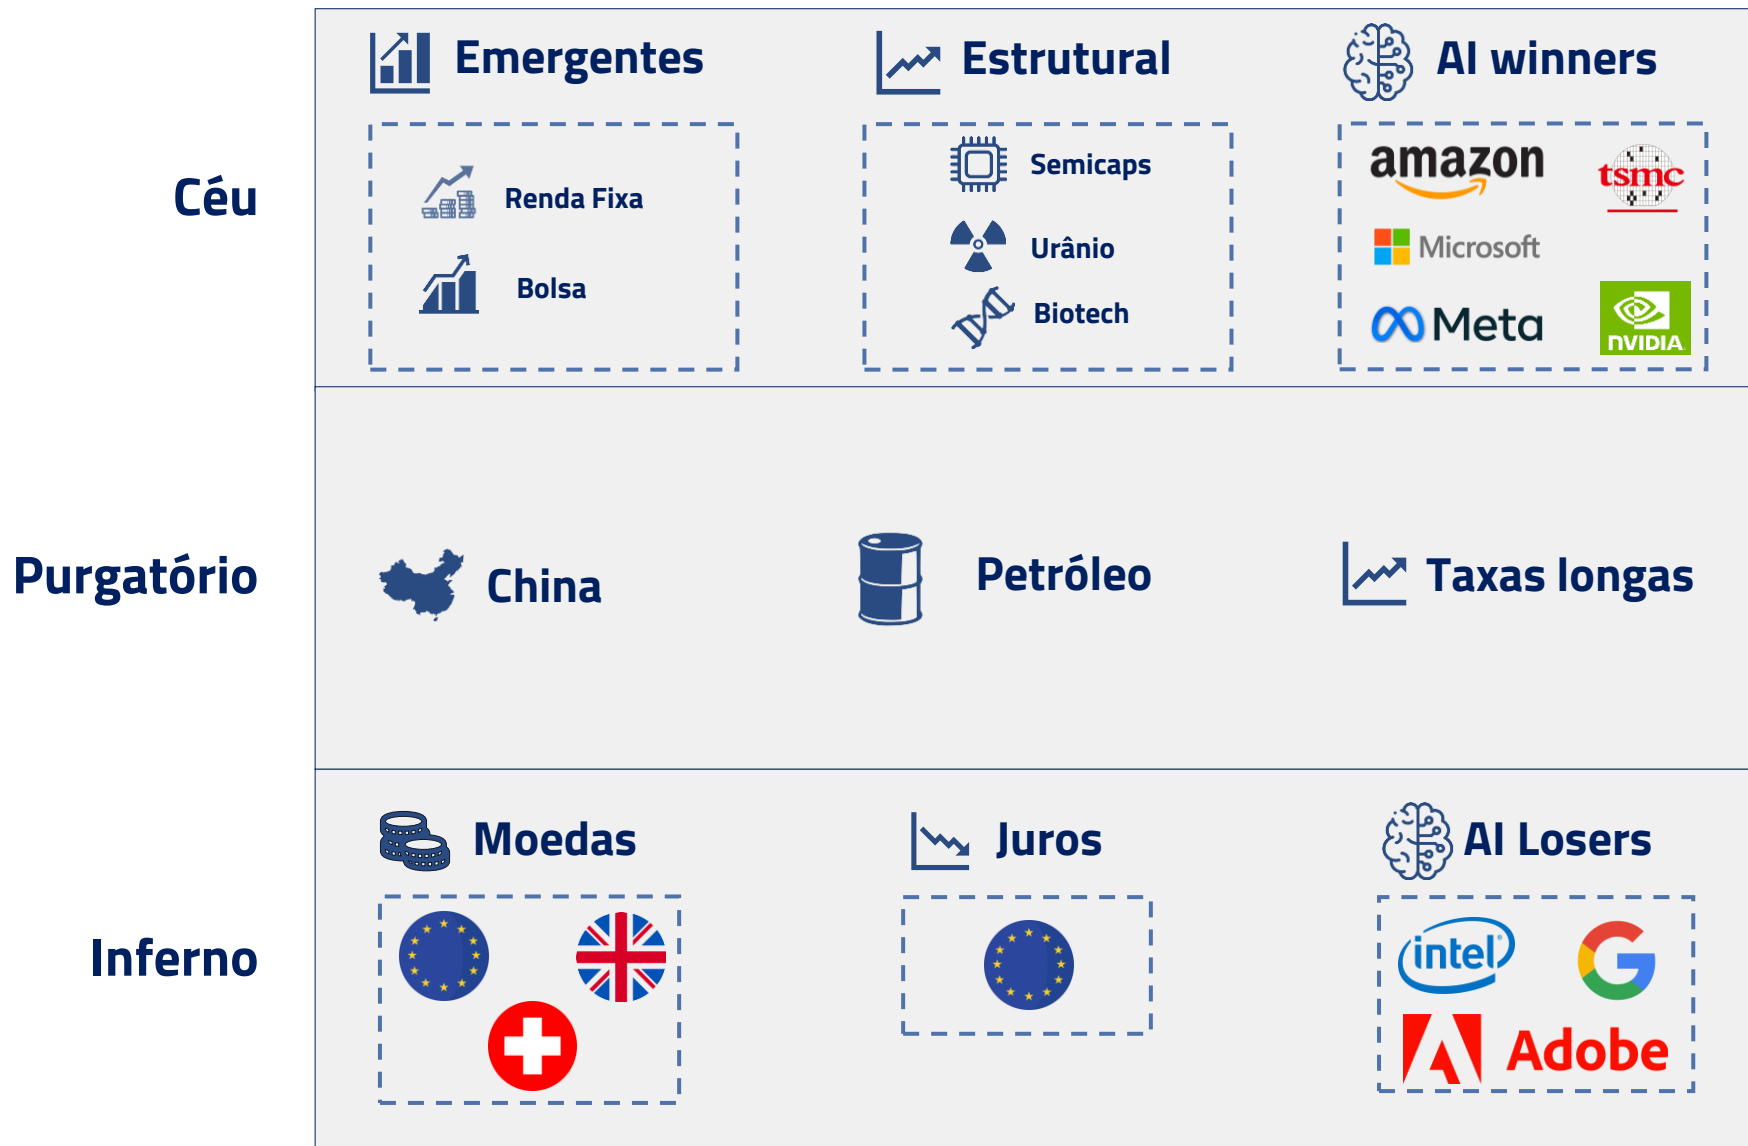 Céu
Emergentes
Renda Fixa
Bolsa
Estrutural
Semicaps
Urânio
Biotech
AI winners
amazon
tsmc
Microsoft
Meta
NVIDIA
Purgatório
China
Petróleo
Taxas longas
Inferno
Moedas
Juros
AI Losers
intel
G
Adobe